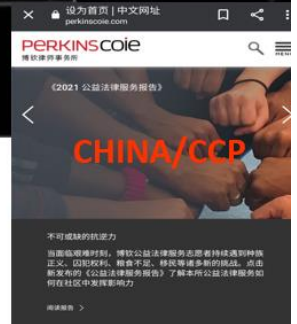 设为首页 | 中文网址
perkinscoie.com
PERKINSCOIE
博钦律师事务所
MENU
《2021 公益法律服务报告》
CHINA/CCP
不可或缺的抗逆力
当面临艰难时刻，博钦公益法律服务志愿者持续遇到种族
正义、囚犯权利、粮食不足、移民等诸多新的挑战。点击
新发布的《公益法律服务报告》了解本所公益法律服务如
何在社区中发挥影响力
阅读报告 >